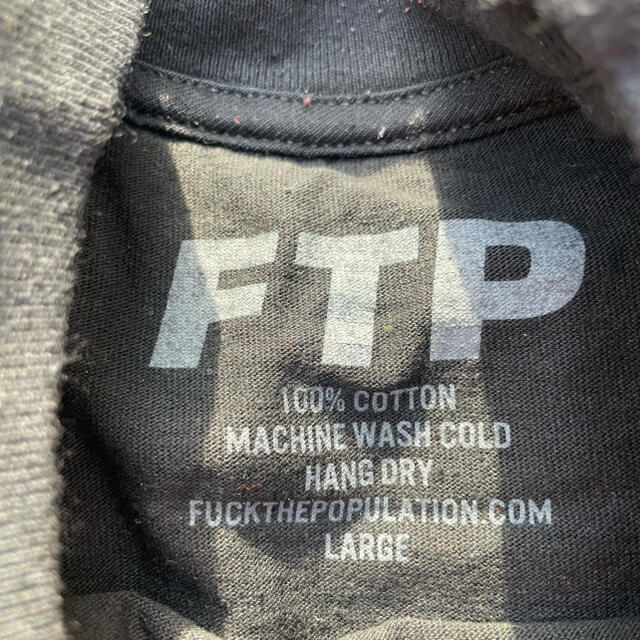 FTP
100% COTTON
MACHINE WASH COLD
HANG DRY
FUCKTHEPOPULATION.COM
LARGE